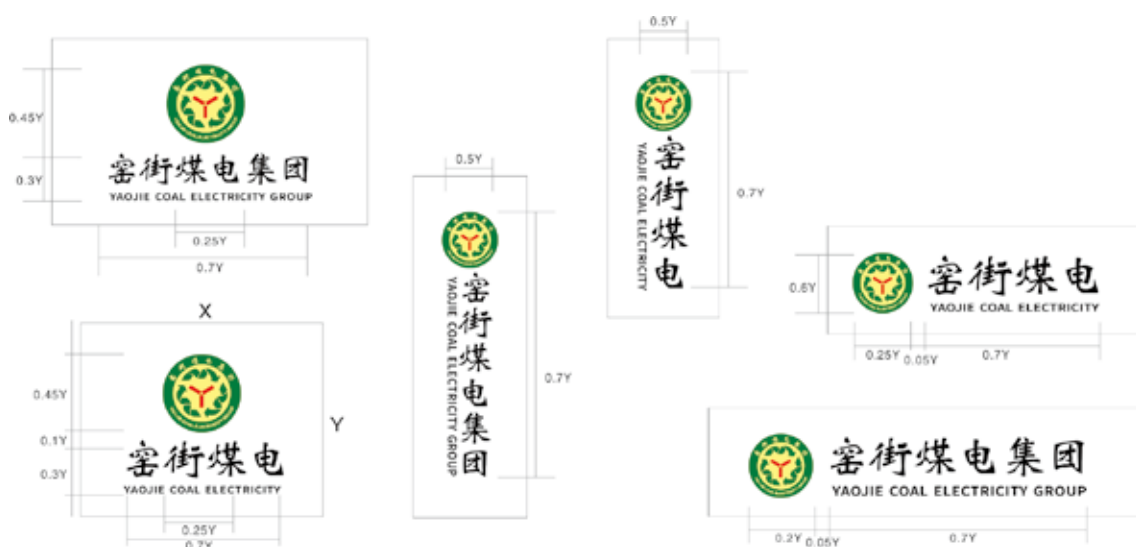 0.45Y
0.3Y
窑街煤电集团
YAOJIE COAL ELECTRICITY GROUP
0.25Y
0.7Y
X
0.45Y
0.1Y
0.3Y
窑街煤电
YAOJIE COAL ELECTRICITY
0.25Y
0.7Y
Y
0.5Y
窑街煤电集团
YAOJIE COAL ELECTRICITY GROUP
0.7Y
0.5Y
窑街煤电
YAOJIE COAL ELECTRICITY
0.7Y
0.6Y
窑街煤电
YAOJIE COAL ELECTRICITY
0.25Y
0.05Y
0.7Y
窑街煤电集团
YAOJIE COAL ELECTRICITY GROUP
0.2Y
0.05Y
0.7Y